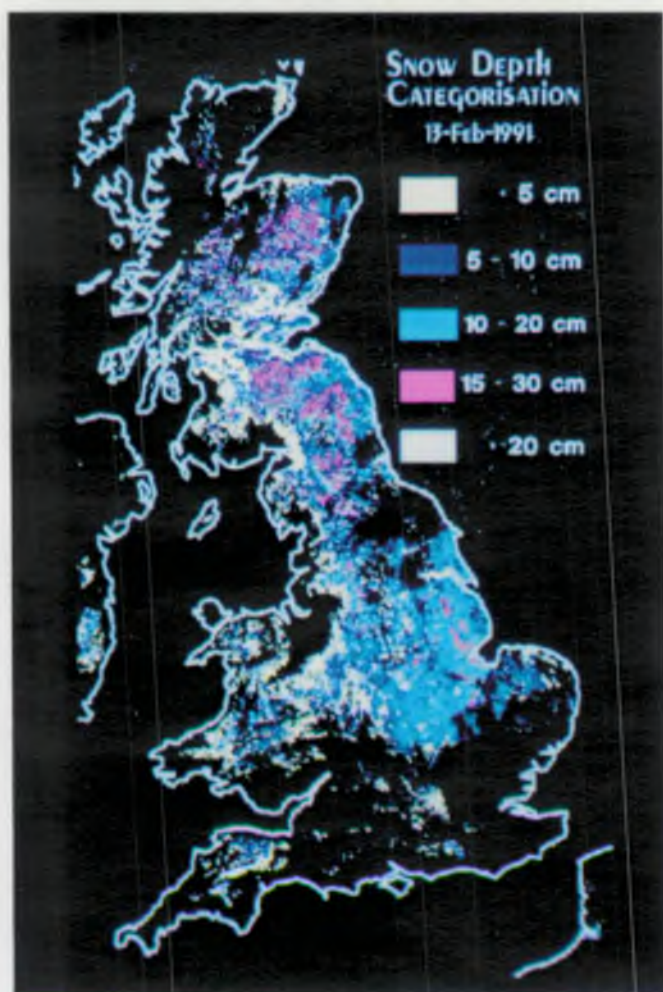 Snow Depth
Categorisation
13-Feb-1991
· 5 cm
5 - 10 cm
10 - 20 cm
15 - 30 cm
· 20 cm